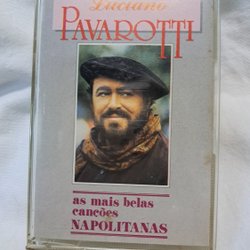 Luciano
PAVAROTTI
as mais belas
canções
NAPOLITANAS